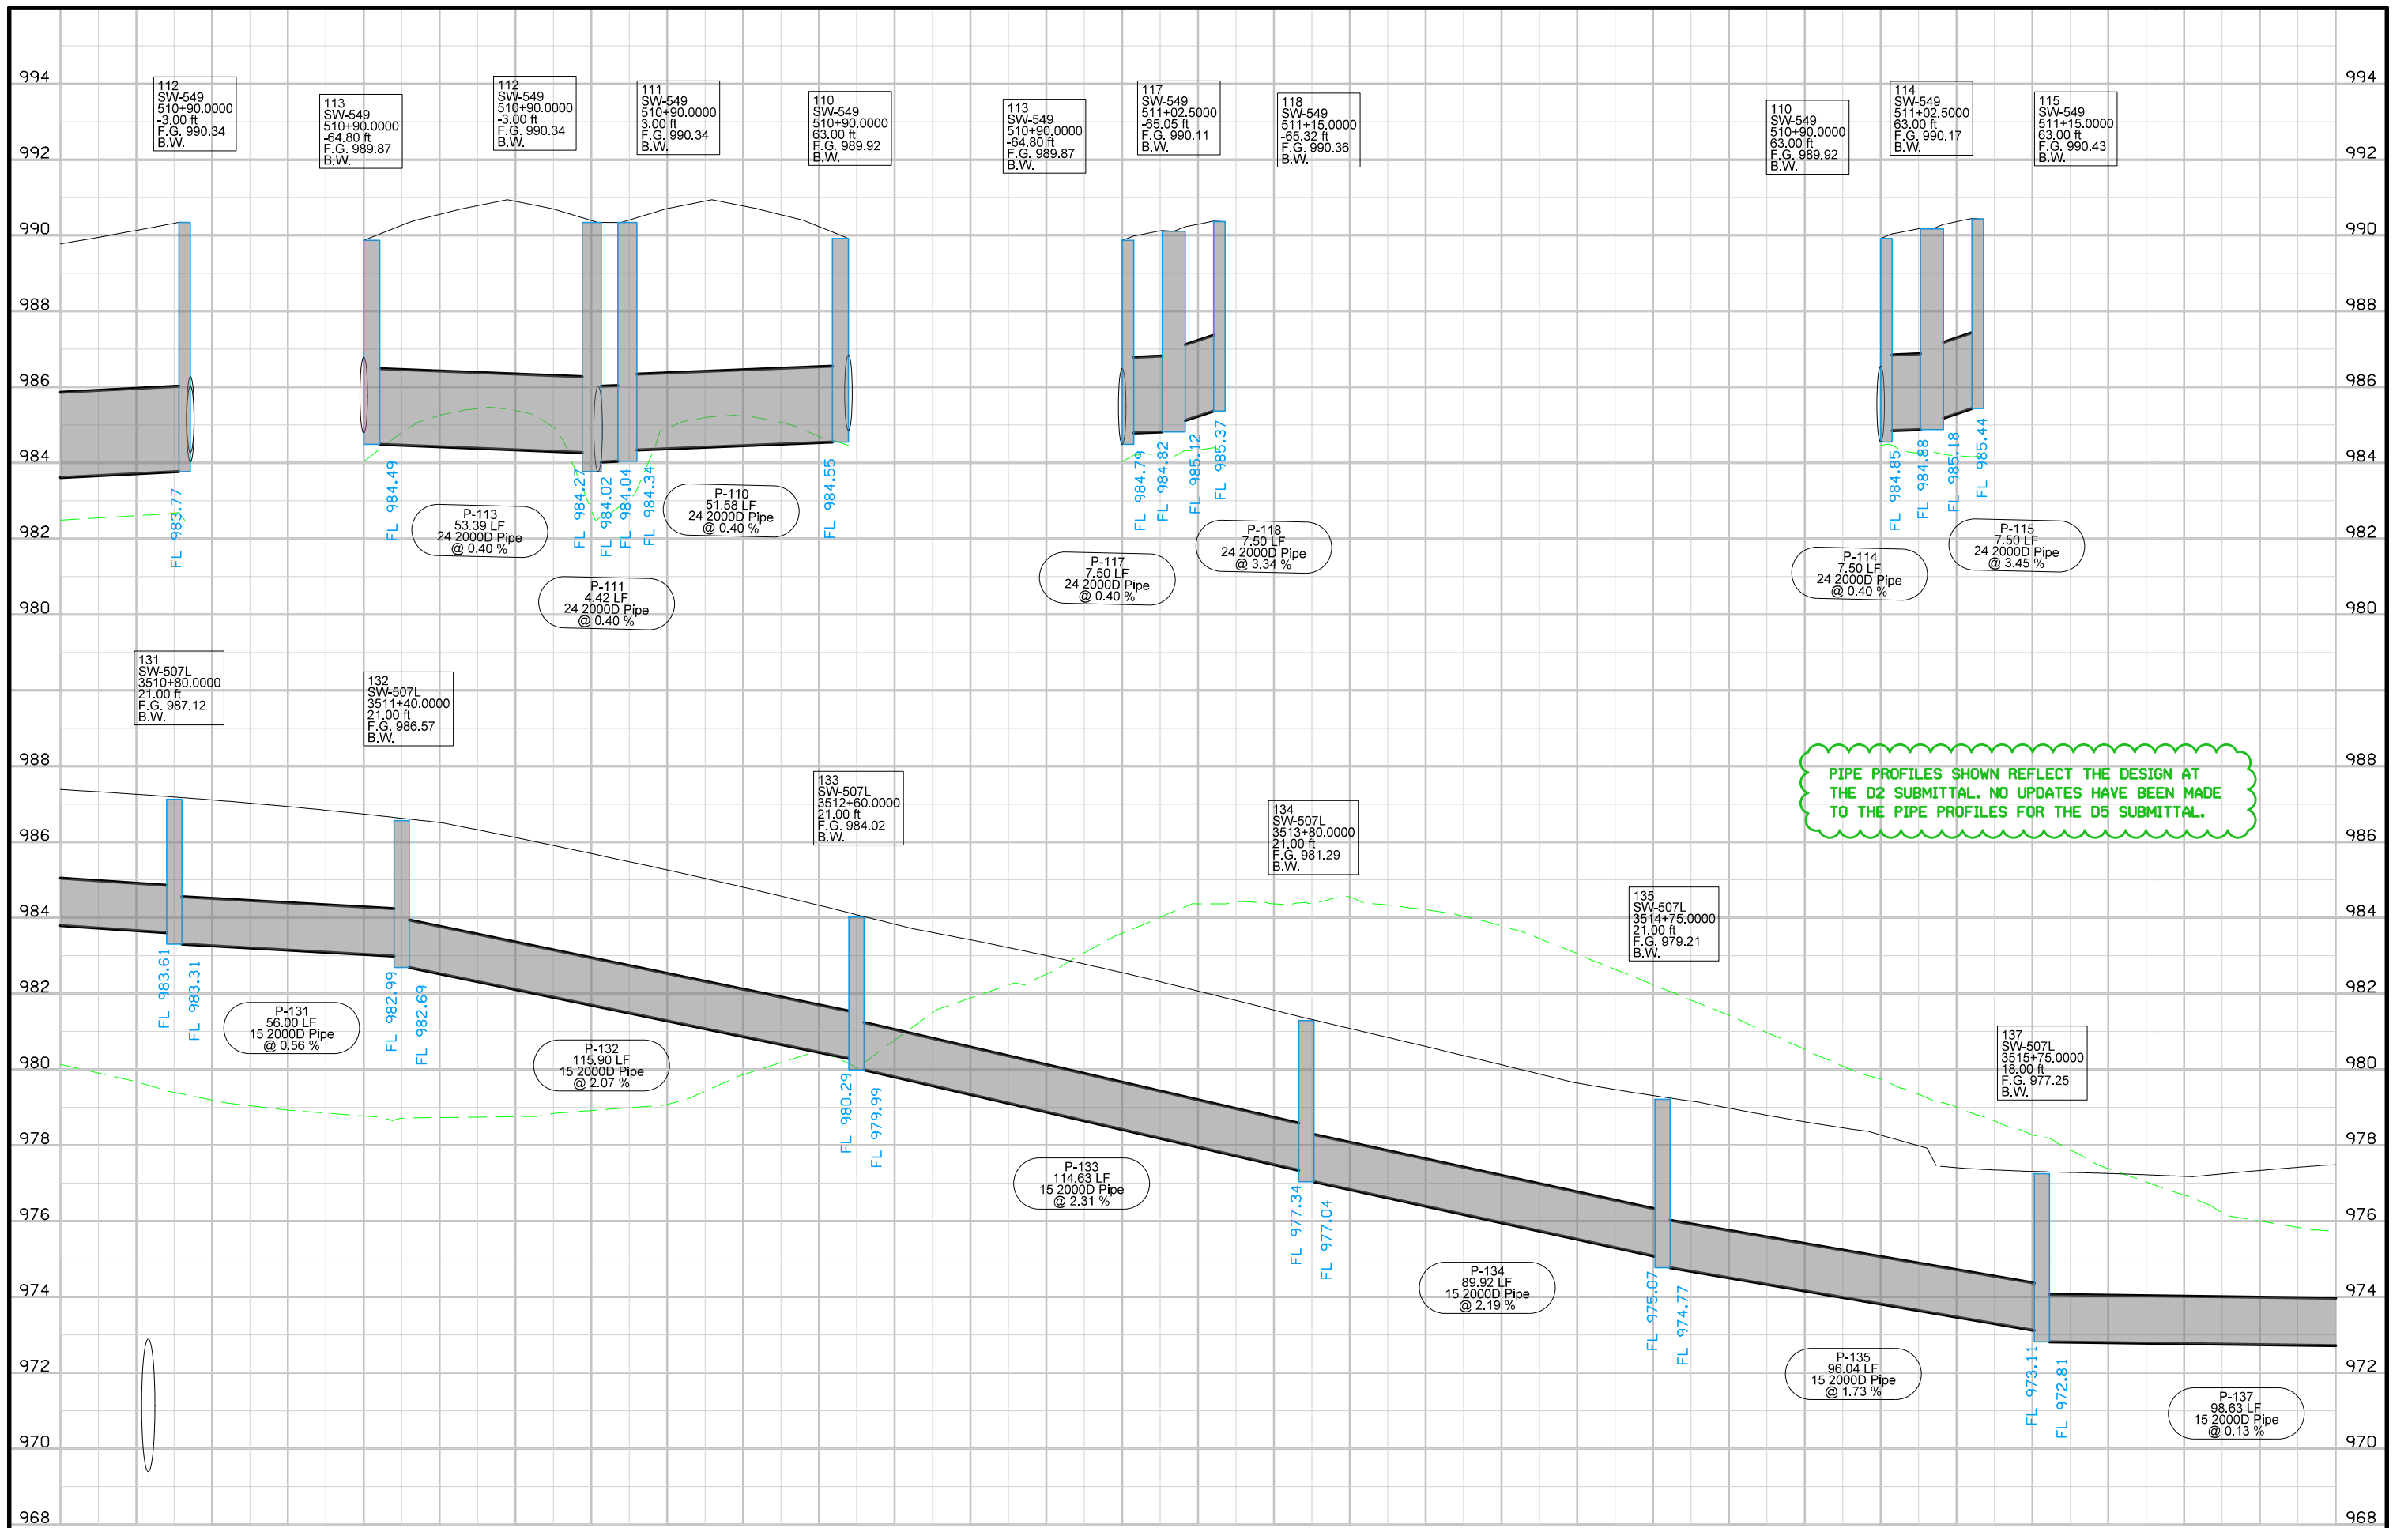 994
992
990
988
986
984
982
980
988
986
984
982
980
978
976
974
972
970
968
112
SW-549
510+90.0000
-3.00 ft
F.G. 990.34
B.W.
113
SW-549
510+90.0000
-64.80 ft
F.G. 989.87
B.W.
112
SW-549
510+90.0000
-3.00 ft
F.G. 990.34
B.W.
111
SW-549
510+90.0000
3.00 ft
F.G. 990.34
B.W.
110
SW-549
510+90.0000
63.00 ft
F.G. 989.92
B.W.
113
SW-549
510+90.0000
-64.80 ft
F.G. 989.87
B.W.
117
SW-549
511+02.5000
-65.05 ft
F.G. 990.11
B.W.
118
SW-549
511+15.0000
-65.32 ft
F.G. 990.36
B.W.
110
SW-549
510+90.0000
63.00 ft
F.G. 989.92
B.W.
114
SW-549
511+02.5000
63.00 ft
F.G. 990.17
B.W.
115
SW-549
511+15.0000
63.00 ft
F.G. 990.43
B.W.
FL 983.77
FL 984.49
FL 984.27
FL 984.02
FL 984.04
FL 984.34
FL 984.55
FL 984.79
FL 984.82
FL 985.12
FL 985.37
FL 984.85
FL 984.88
FL 985.18
FL 985.44
P-113
53.39 LF
24 2000D Pipe
@ 0.40 %
P-111
4.42 LF
24 2000D Pipe
@ 0.40 %
P-110
51.58 LF
24 2000D Pipe
@ 0.40 %
P-117
7.50 LF
24 2000D Pipe
@ 0.40 %
P-118
7.50 LF
24 2000D Pipe
@ 3.34 %
P-114
7.50 LF
24 2000D Pipe
@ 0.40 %
P-115
7.50 LF
24 2000D Pipe
@ 3.45 %
131
SW-507L
3510+80.0000
21.00 ft
F.G. 987.12
B.W.
132
SW-507L
3511+40.0000
21.00 ft
F.G. 986.57
B.W.
133
SW-507L
3512+60.0000
21.00 ft
F.G. 984.02
B.W.
134
SW-507L
3513+80.0000
21.00 ft
F.G. 981.29
B.W.
135
SW-507L
3514+75.0000
21.00 ft
F.G. 979.21
B.W.
137
SW-507L
3515+75.0000
18.00 ft
F.G. 977.25
B.W.
PIPE PROFILES SHOWN REFLECT THE DESIGN AT
THE D2 SUBMITTAL. NO UPDATES HAVE BEEN MADE
TO THE PIPE PROFILES FOR THE D5 SUBMITTAL.
FL 983.61
FL 983.31
FL 982.99
FL 982.69
FL 980.29
FL 979.99
FL 977.34
FL 977.04
FL 975.07
FL 974.77
FL 973.11
FL 972.81
P-131
56.00 LF
15 2000D Pipe
@ 0.56 %
P-132
115.90 LF
15 2000D Pipe
@ 2.07 %
P-133
114.63 LF
15 2000D Pipe
@ 2.31 %
P-134
89.92 LF
15 2000D Pipe
@ 2.19 %
P-135
96.04 LF
15 2000D Pipe
@ 1.73 %
P-137
98.63 LF
15 2000D Pipe
@ 0.13 %
994
992
990
988
986
984
982
980
988
986
984
982
980
978
976
974
972
970
968